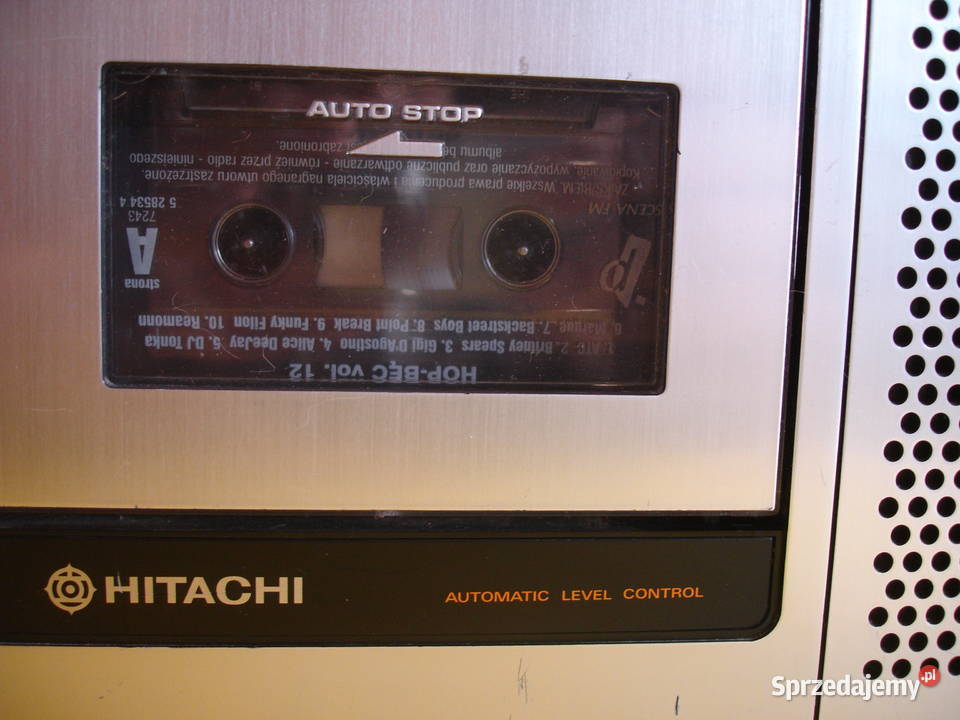 AUTO STOP
HOP-BĘC vol. 12
1. ATC 2. Britney Spears 3. Gigi D'Agostino 4. Alice DeeJay 5. DJ Tonka
6. Marque 7. Backstreet Boys 8. Point Break 9. Funky Filon 10. Reamonn
strona
A
7243
5 28534 4
SCENA FM
ZAIKS/BIEM. Wszelkie prawa producenta i właściciela nagranego utworu zastrzeżone.
Kopiowanie, wypożyczanie oraz publiczne odtwarzanie - również przez radio - niniejszego
albumu zabronione.
HITACHI
AUTOMATIC LEVEL CONTROL
Sprzedajemy.pl